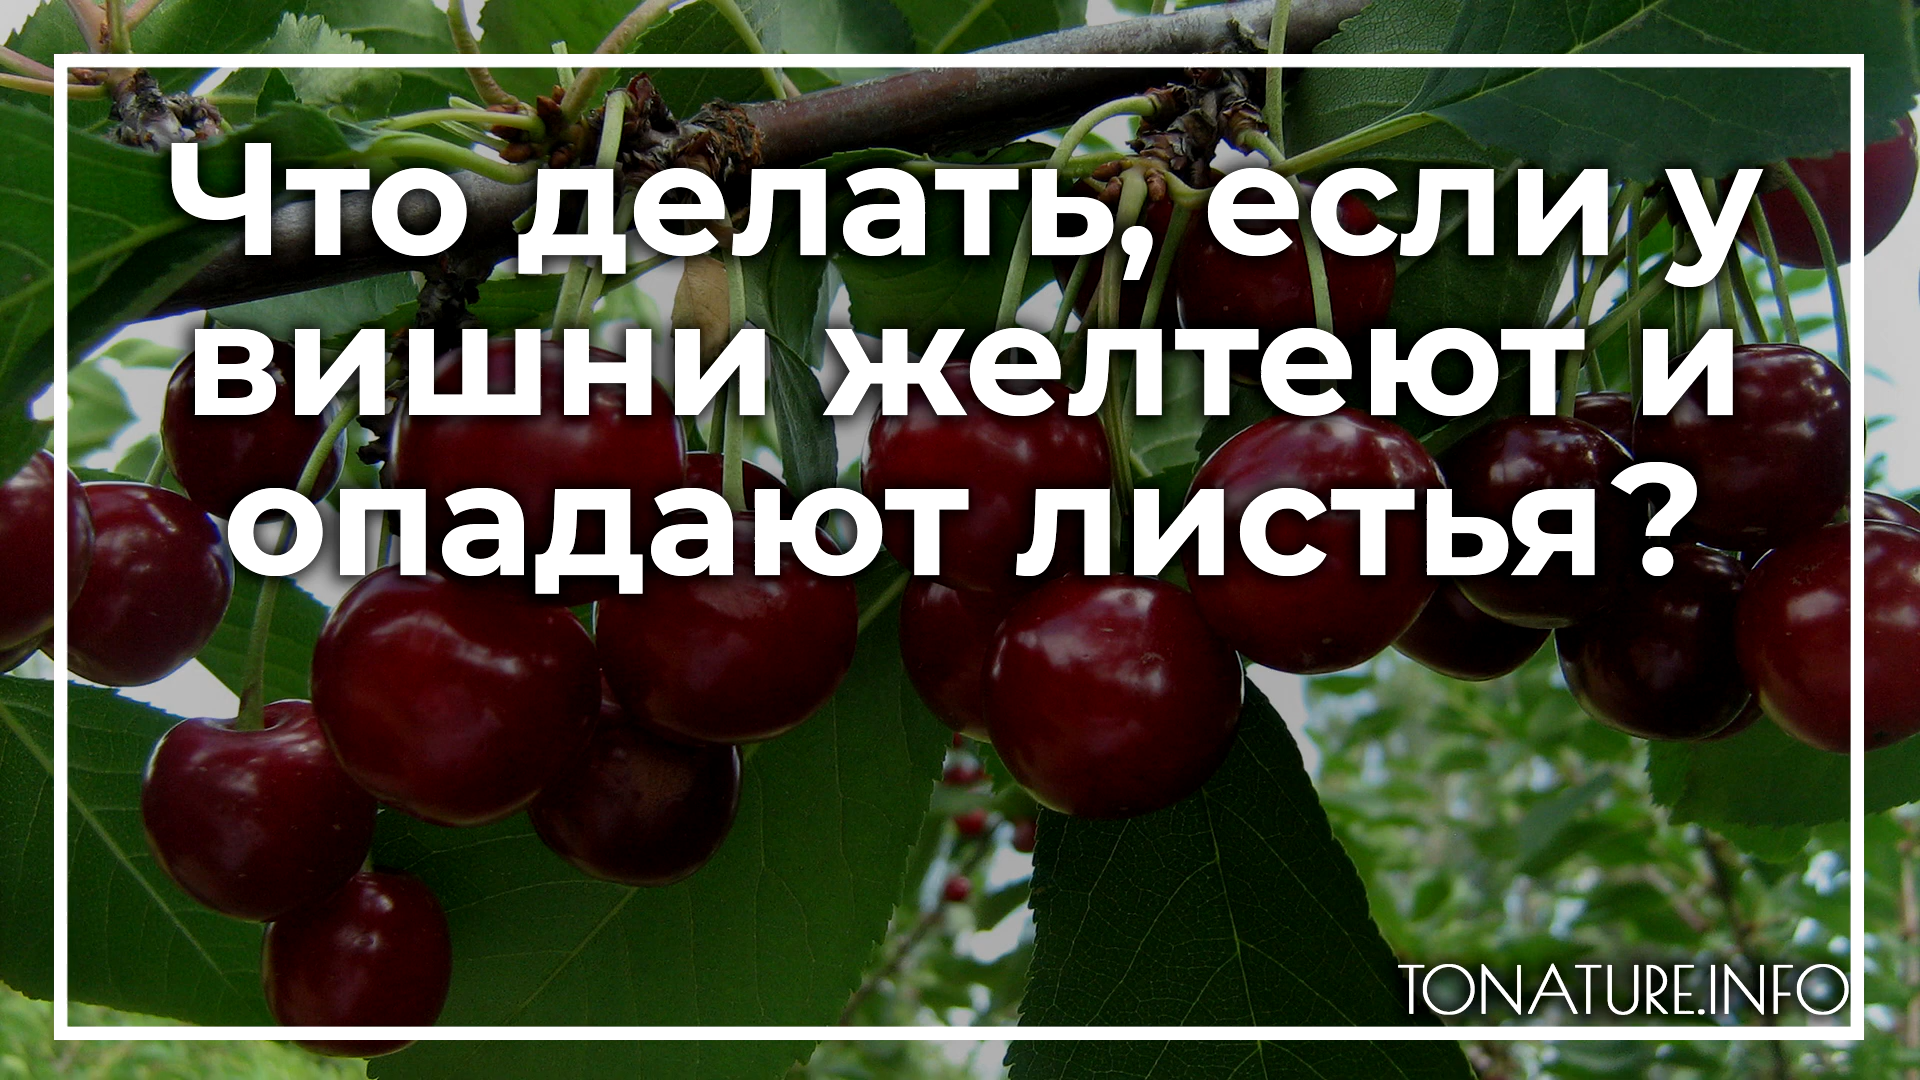 Что делать, если у
вишни желтеют и
опадают листья?
TONATURE.INFO